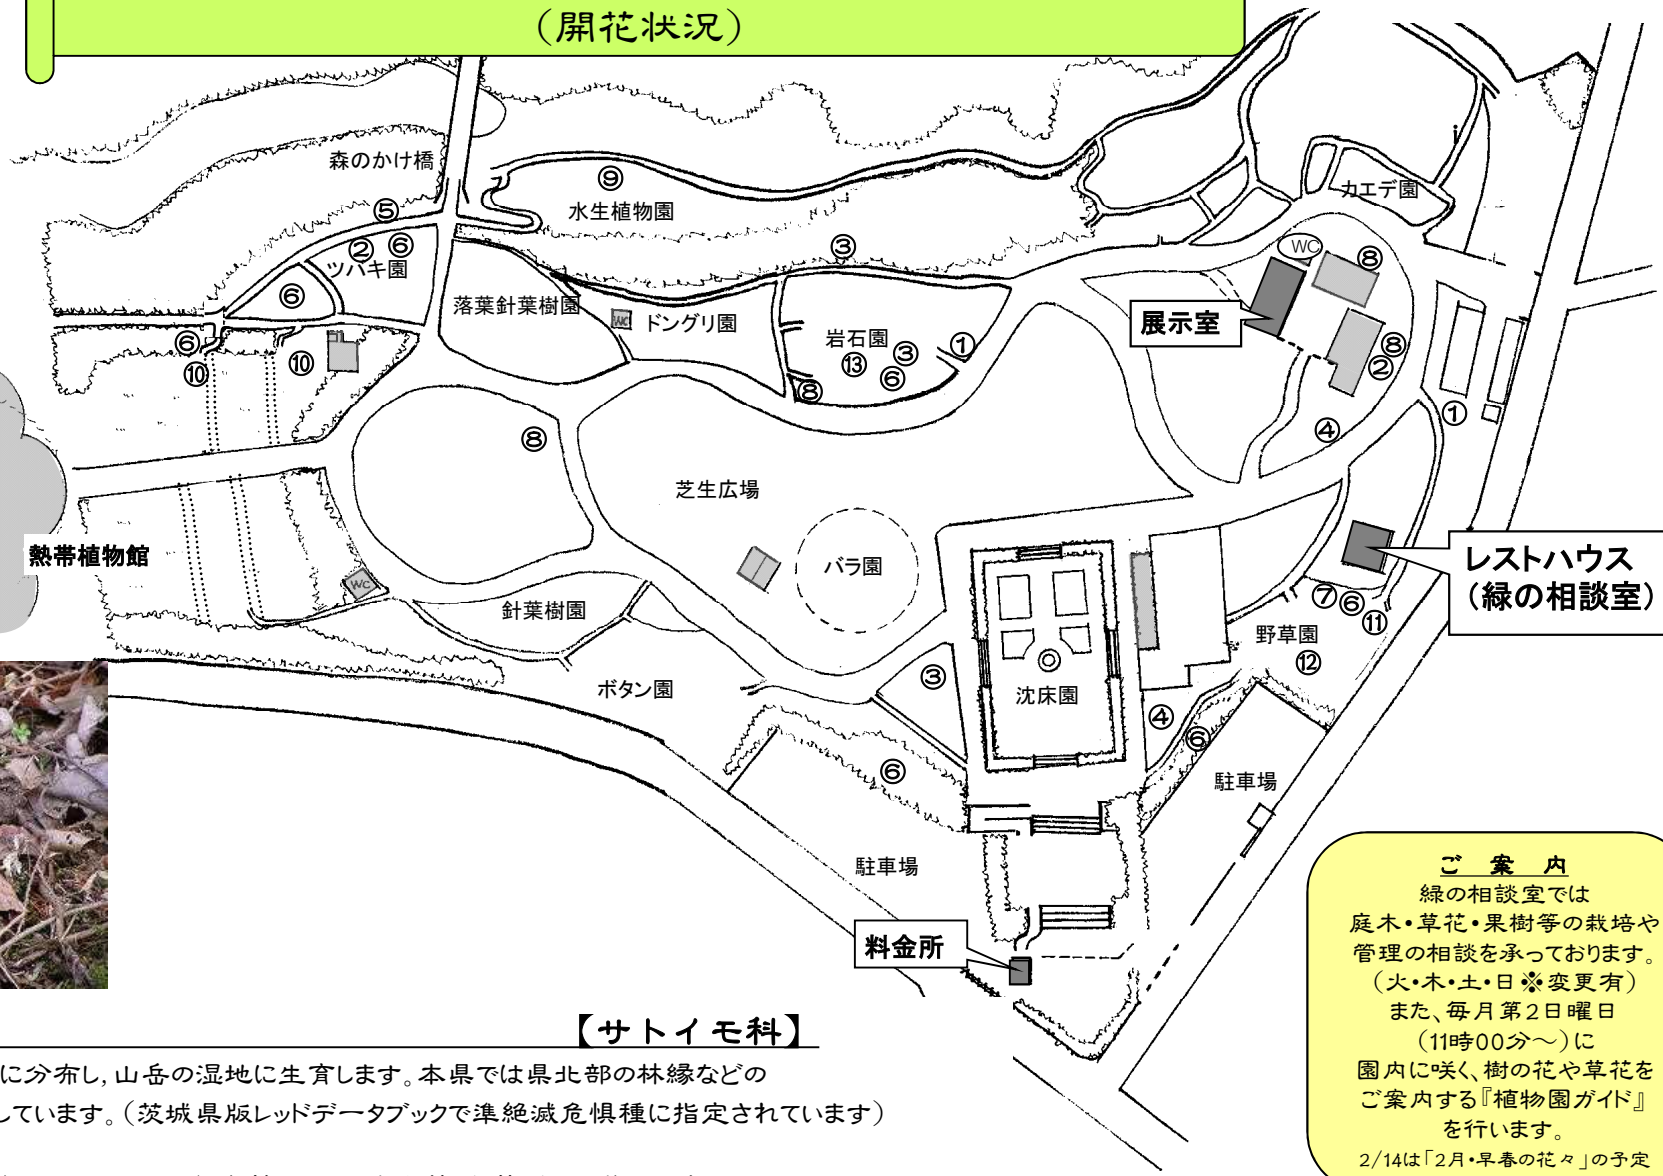 (開花状況)
森のかけ橋
⑨
水生植物園
カエデ園
⑤
② ⑥
ツバキ園
③
WC
⑧
⑥
落葉針葉樹園
WC
ドングリ園
岩石園
⑬ ③
⑥
①
⑧
展示室
⑧
②
⑥
⑩
⑩
①
④
⑧
芝生広場
熱帯植物館
WC
バラ園
レストハウス
(緑の相談室)
針葉樹園
⑦ ⑥
⑪
野草園
⑫
ボタン園
③
沈床園
④
⑥
⑥
駐車場
駐車場
料金所
ご 案 内
緑の相談室では
庭木・草花・果樹等の栽培や
管理の相談を承っております。
(火・木・土・日※変更有)
また、毎月第2日曜日
(11時00分～)に
園内に咲く、樹の花や草花を
ご案内する『植物園ガイド』
を行います。
2/14は「2月・早春の花々」の予定
【サトイモ科】
に分布し、山岳の湿地に生育します。本県では県北部の林縁などの
しています。(茨城県版レッドデータブックで準絶滅危惧種に指定されています)